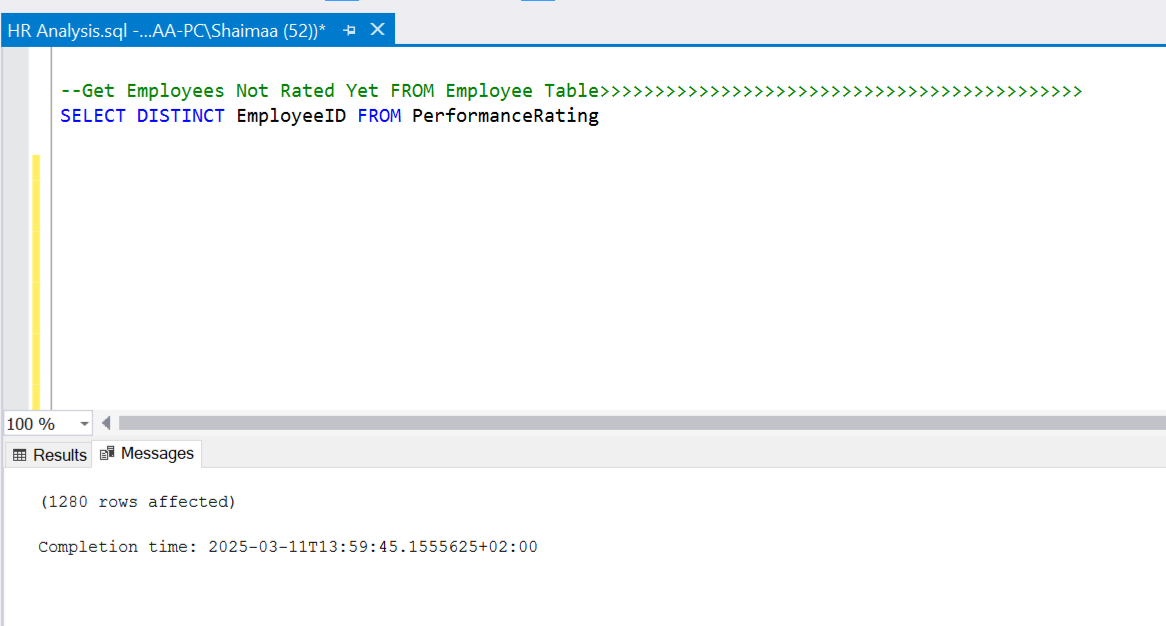 HR Analysis.sql -...AA-PC\Shaimaa (52))*
--Get Employees Not Rated Yet FROM Employee Table>>>>>>>>>>>>>>>>>>>>>>>>>>>>>>>>>>>>>>>>>>>>
SELECT DISTINCT EmployeeID FROM PerformanceRating
100 %
Results Messages
(1280 rows affected)
Completion time: 2025-03-11T13:59:45.1555625+02:00